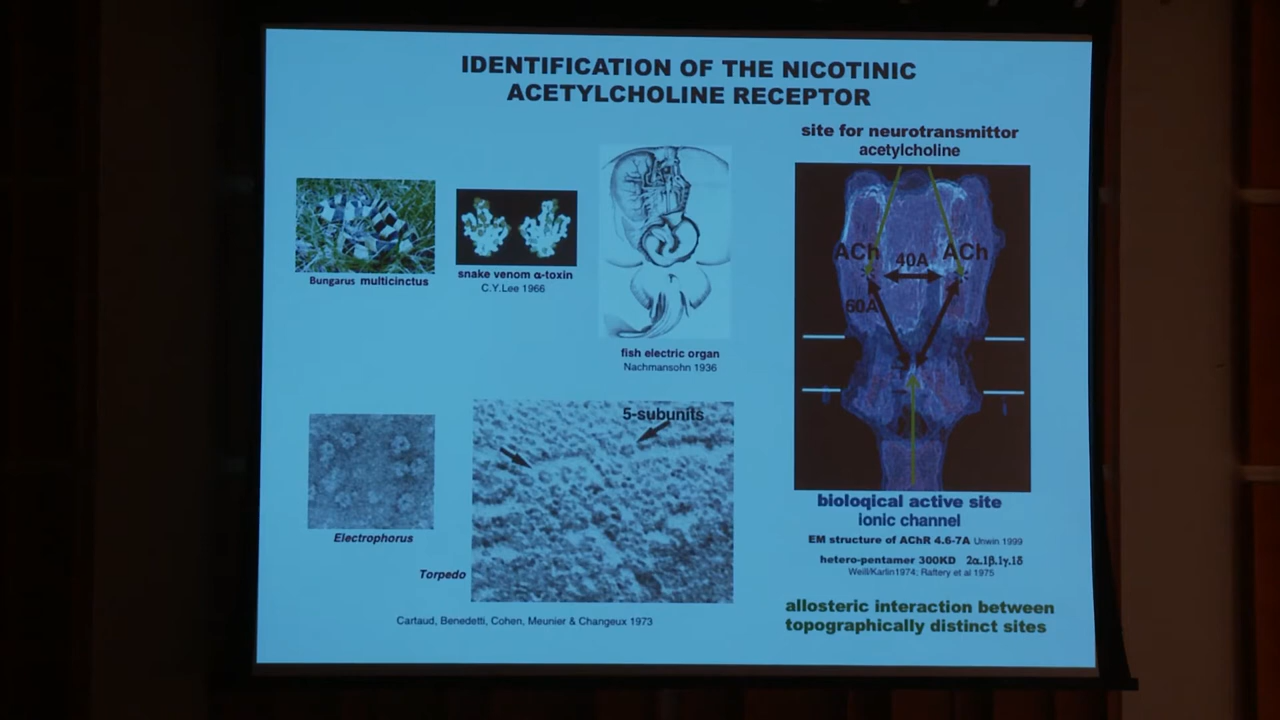 IDENTIFICATION OF THE NICOTINIC
ACETYLCHOLINE RECEPTOR
site for neurotransmittor
acetylcholine
Bungarus multicinctus
snake venom α-toxin
C.Y.Lee 1966
fish electric organ
Nachmansohn 1936
ACh
40A
ACh
60A
5-subunits
Electrophorus
Torpedo
Cartaud, Benedetti, Cohen, Meunier & Changeux 1973
biological active site
ionic channel
EM structure of AChR 4.6-7A Unwin 1999
hetero-pentamer 300KD 2α.1β.1γ.1δ
Weill/Karlin1974; Raftery et al 1975
allosteric interaction between
topographically distinct sites